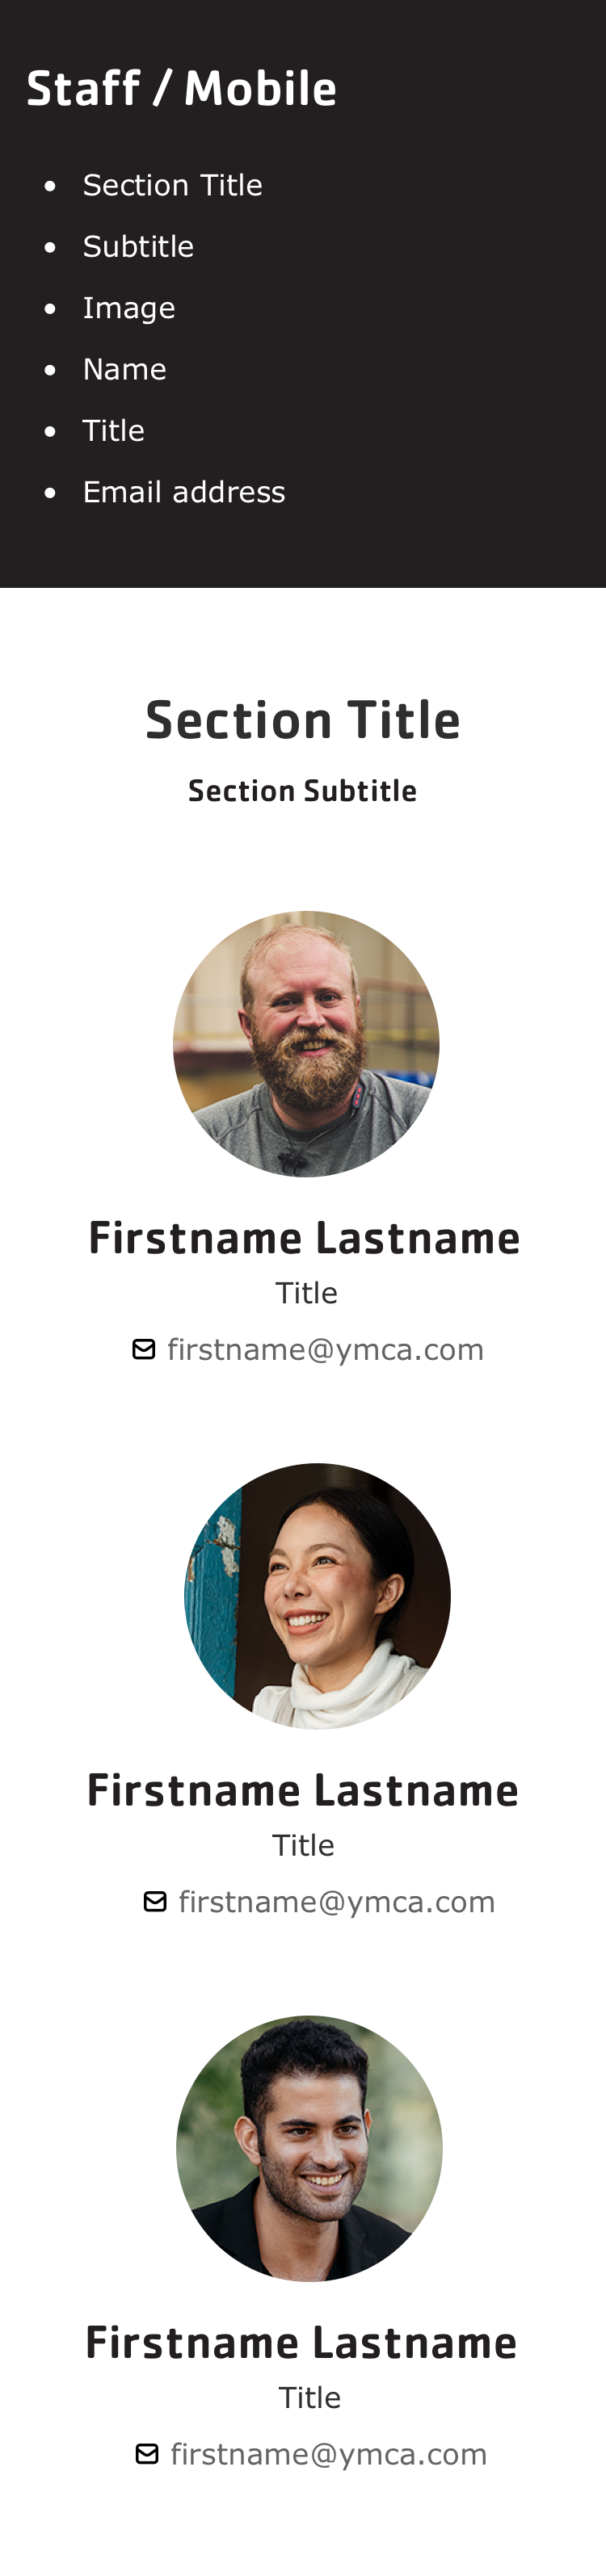 Staff / Mobile
Section Title
Subtitle
Image
Name
Title
Email address
Section Title
Section Subtitle
Firstname Lastname
Title
firstname@ymca.com
Firstname Lastname
Title
firstname@ymca.com
Firstname Lastname
Title
firstname@ymca.com